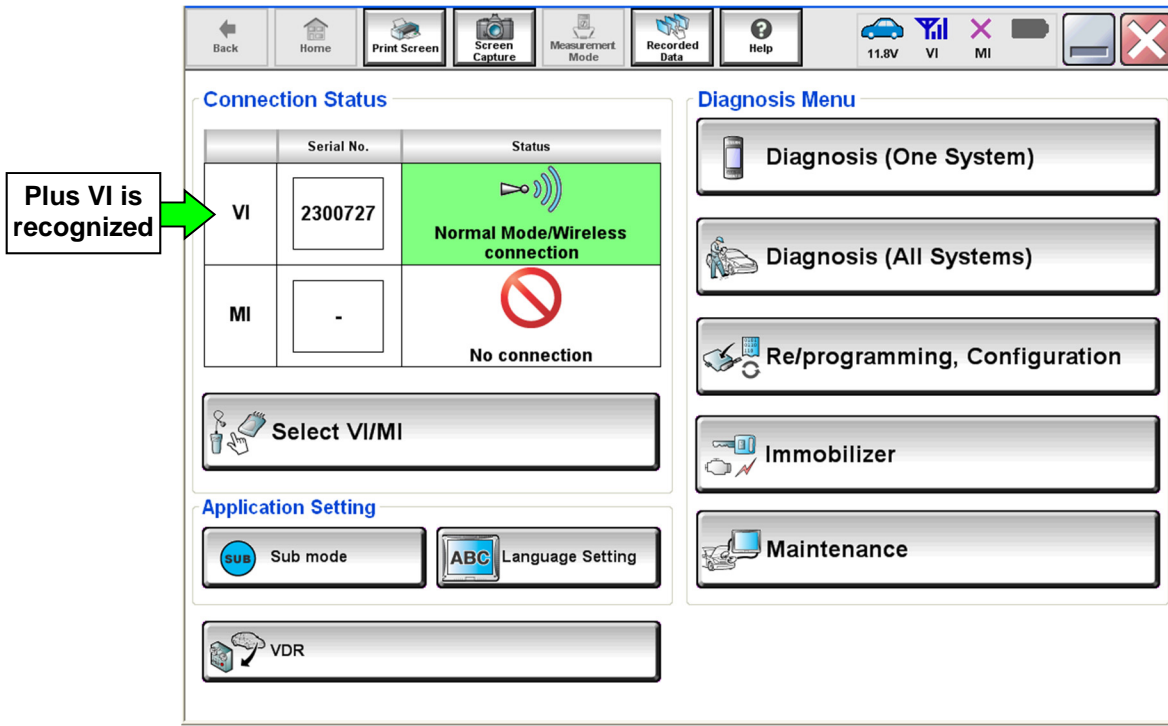 Back
Home
Print Screen
Screen
Capture
Measurement
Mode
Recorded
Data
?
Help
11.8V
VI
MI
Connection Status
Serial No.
Status
Plus VI is
recognized
VI
2300727
Normal Mode/Wireless
connection
MI
-
No connection
Select VI/MI
Application Setting
SUB
Sub mode
ABC
Language Setting
VDR
Diagnosis Menu
Diagnosis (One System)
Diagnosis (All Systems)
Re/programming, Configuration
Immobilizer
Maintenance